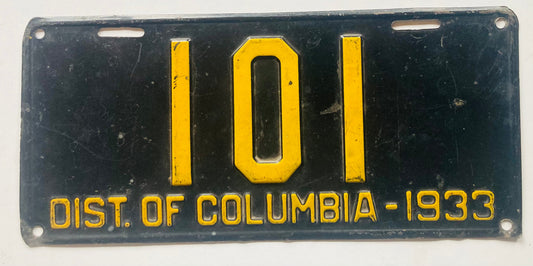 101
DIST. OF COLUMBIA - 1933